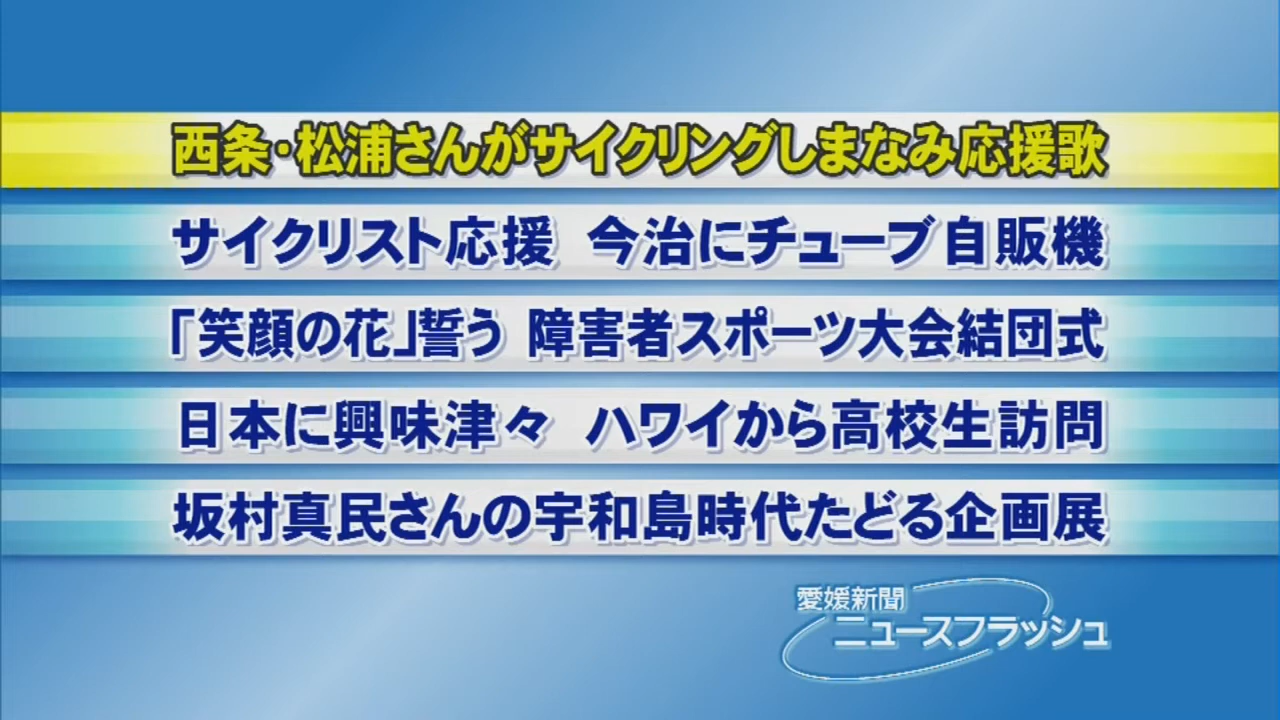 西条・松浦さんがサイクリングしまなみ応援歌
サイクリスト応援　今治にチューブ自販機
「笑顔の花」誓う 障害者スポーツ大会結団式
日本に興味津々　ハワイから高校生訪問
坂村真民さんの宇和島時代たどる企画展
愛媛新聞
ニュースフラッシュ